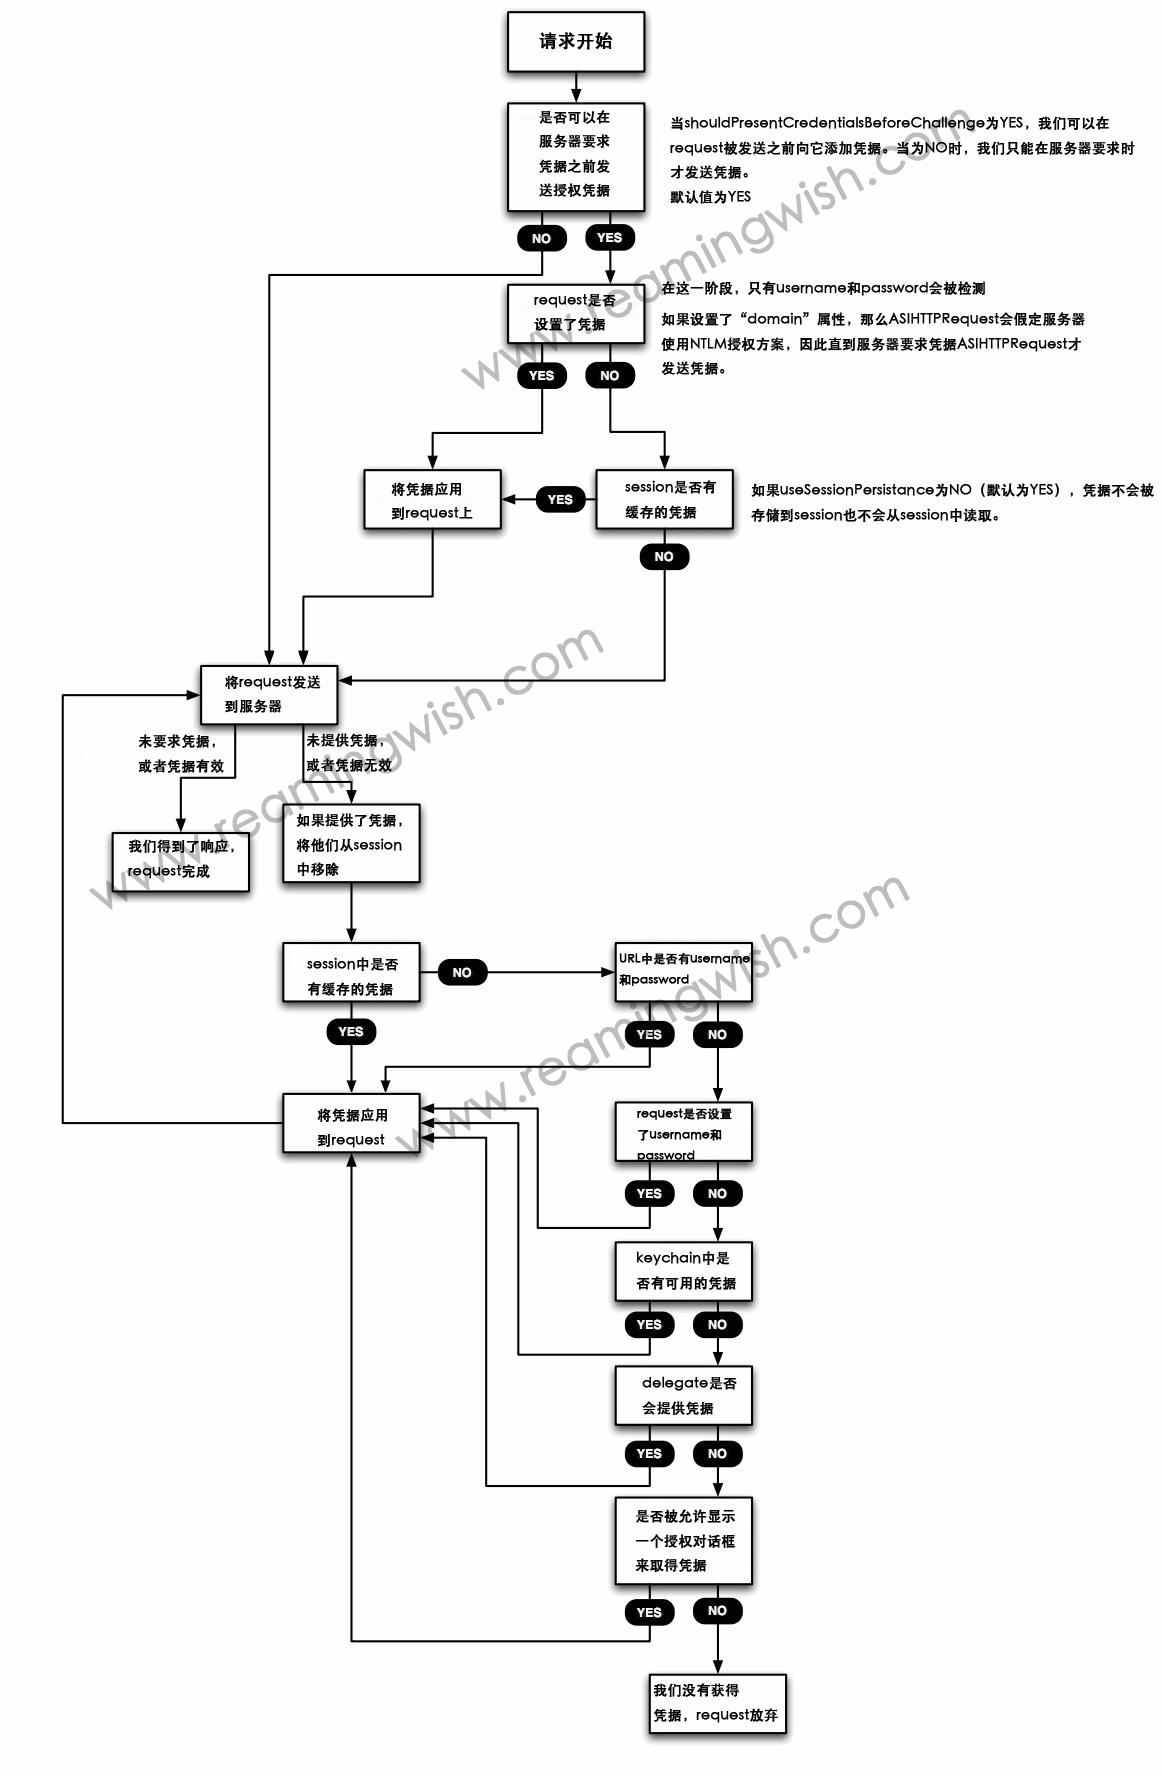 请求开始
是否可以在
服务器要求
凭据之前发
送授权凭据
当shouldPresentCredentialsBeforeChallenge为YES，我们可以在
request被发送之前向它添加凭据。当为NO时，我们只能在服务器要求时
才发送凭据。
默认值为YES
NO
YES
request是否
设置了凭据
在这一阶段，只有username和password会被检测
如果设置了“domain”属性，那么ASIHTTPRequest会假定服务器
使用NTLM授权方案，因此直到服务器要求凭据ASIHTTPRequest才
发送凭据。
YES
NO
www.reamingwish.com
将凭据应用
到request上
YES
session是否有
缓存的凭据
如果useSessionPersistance为NO（默认为YES），凭据不会被
存储到session也不会从session中读取。
NO
将request发送
到服务器
未要求凭据，
或者凭据有效
未提供凭据，
或者凭据无效
www.reamingwish.com
我们得到了响应，
request完成
如果提供了凭据，
将他们从session
中移除
session中是否
有缓存的凭据
NO
URL中是否有username
和password
YES
YES
NO
www.reamingwish.com
将凭据应用
到request
request是否设置
了username和
password
YES
NO
keychain中是
否有可用的凭据
YES
NO
delegate是否
会提供凭据
YES
NO
是否被允许显示
一个授权对话框
来取得凭据
YES
NO
我们没有获得
凭据，request放弃